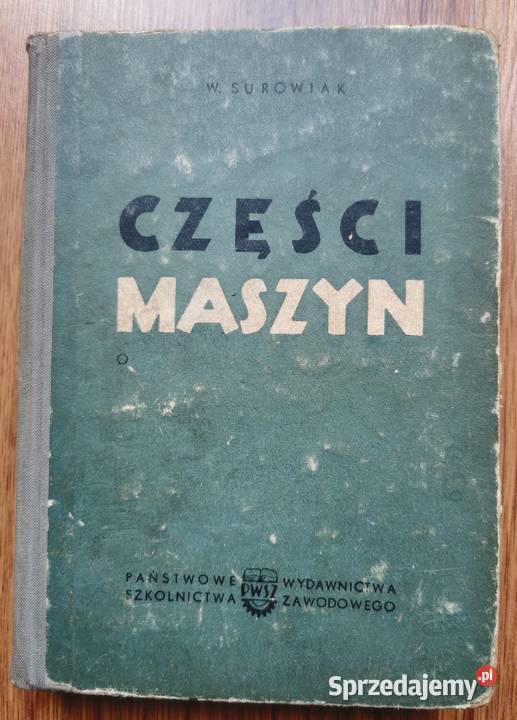 W. SUROWIAK
CZĘŚCI
MASZYN
PAŃSTWOWE WYDAWNICTWA
SZKOLNICTWA PWSZ ZAWODOWEGO
Sprzedajemy.pl